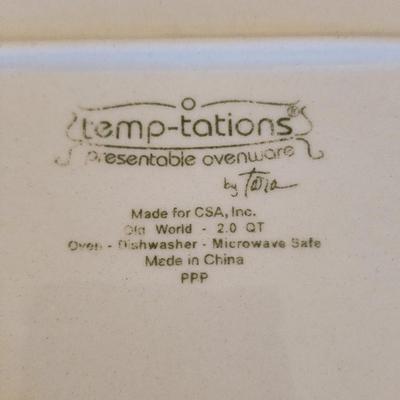 temp-tations®
presentable ovenware
by Tara
Made for CSA, Inc.
Old World - 2.0 QT
Oven - Dishwasher - Microwave Safe
Made in China
PPP